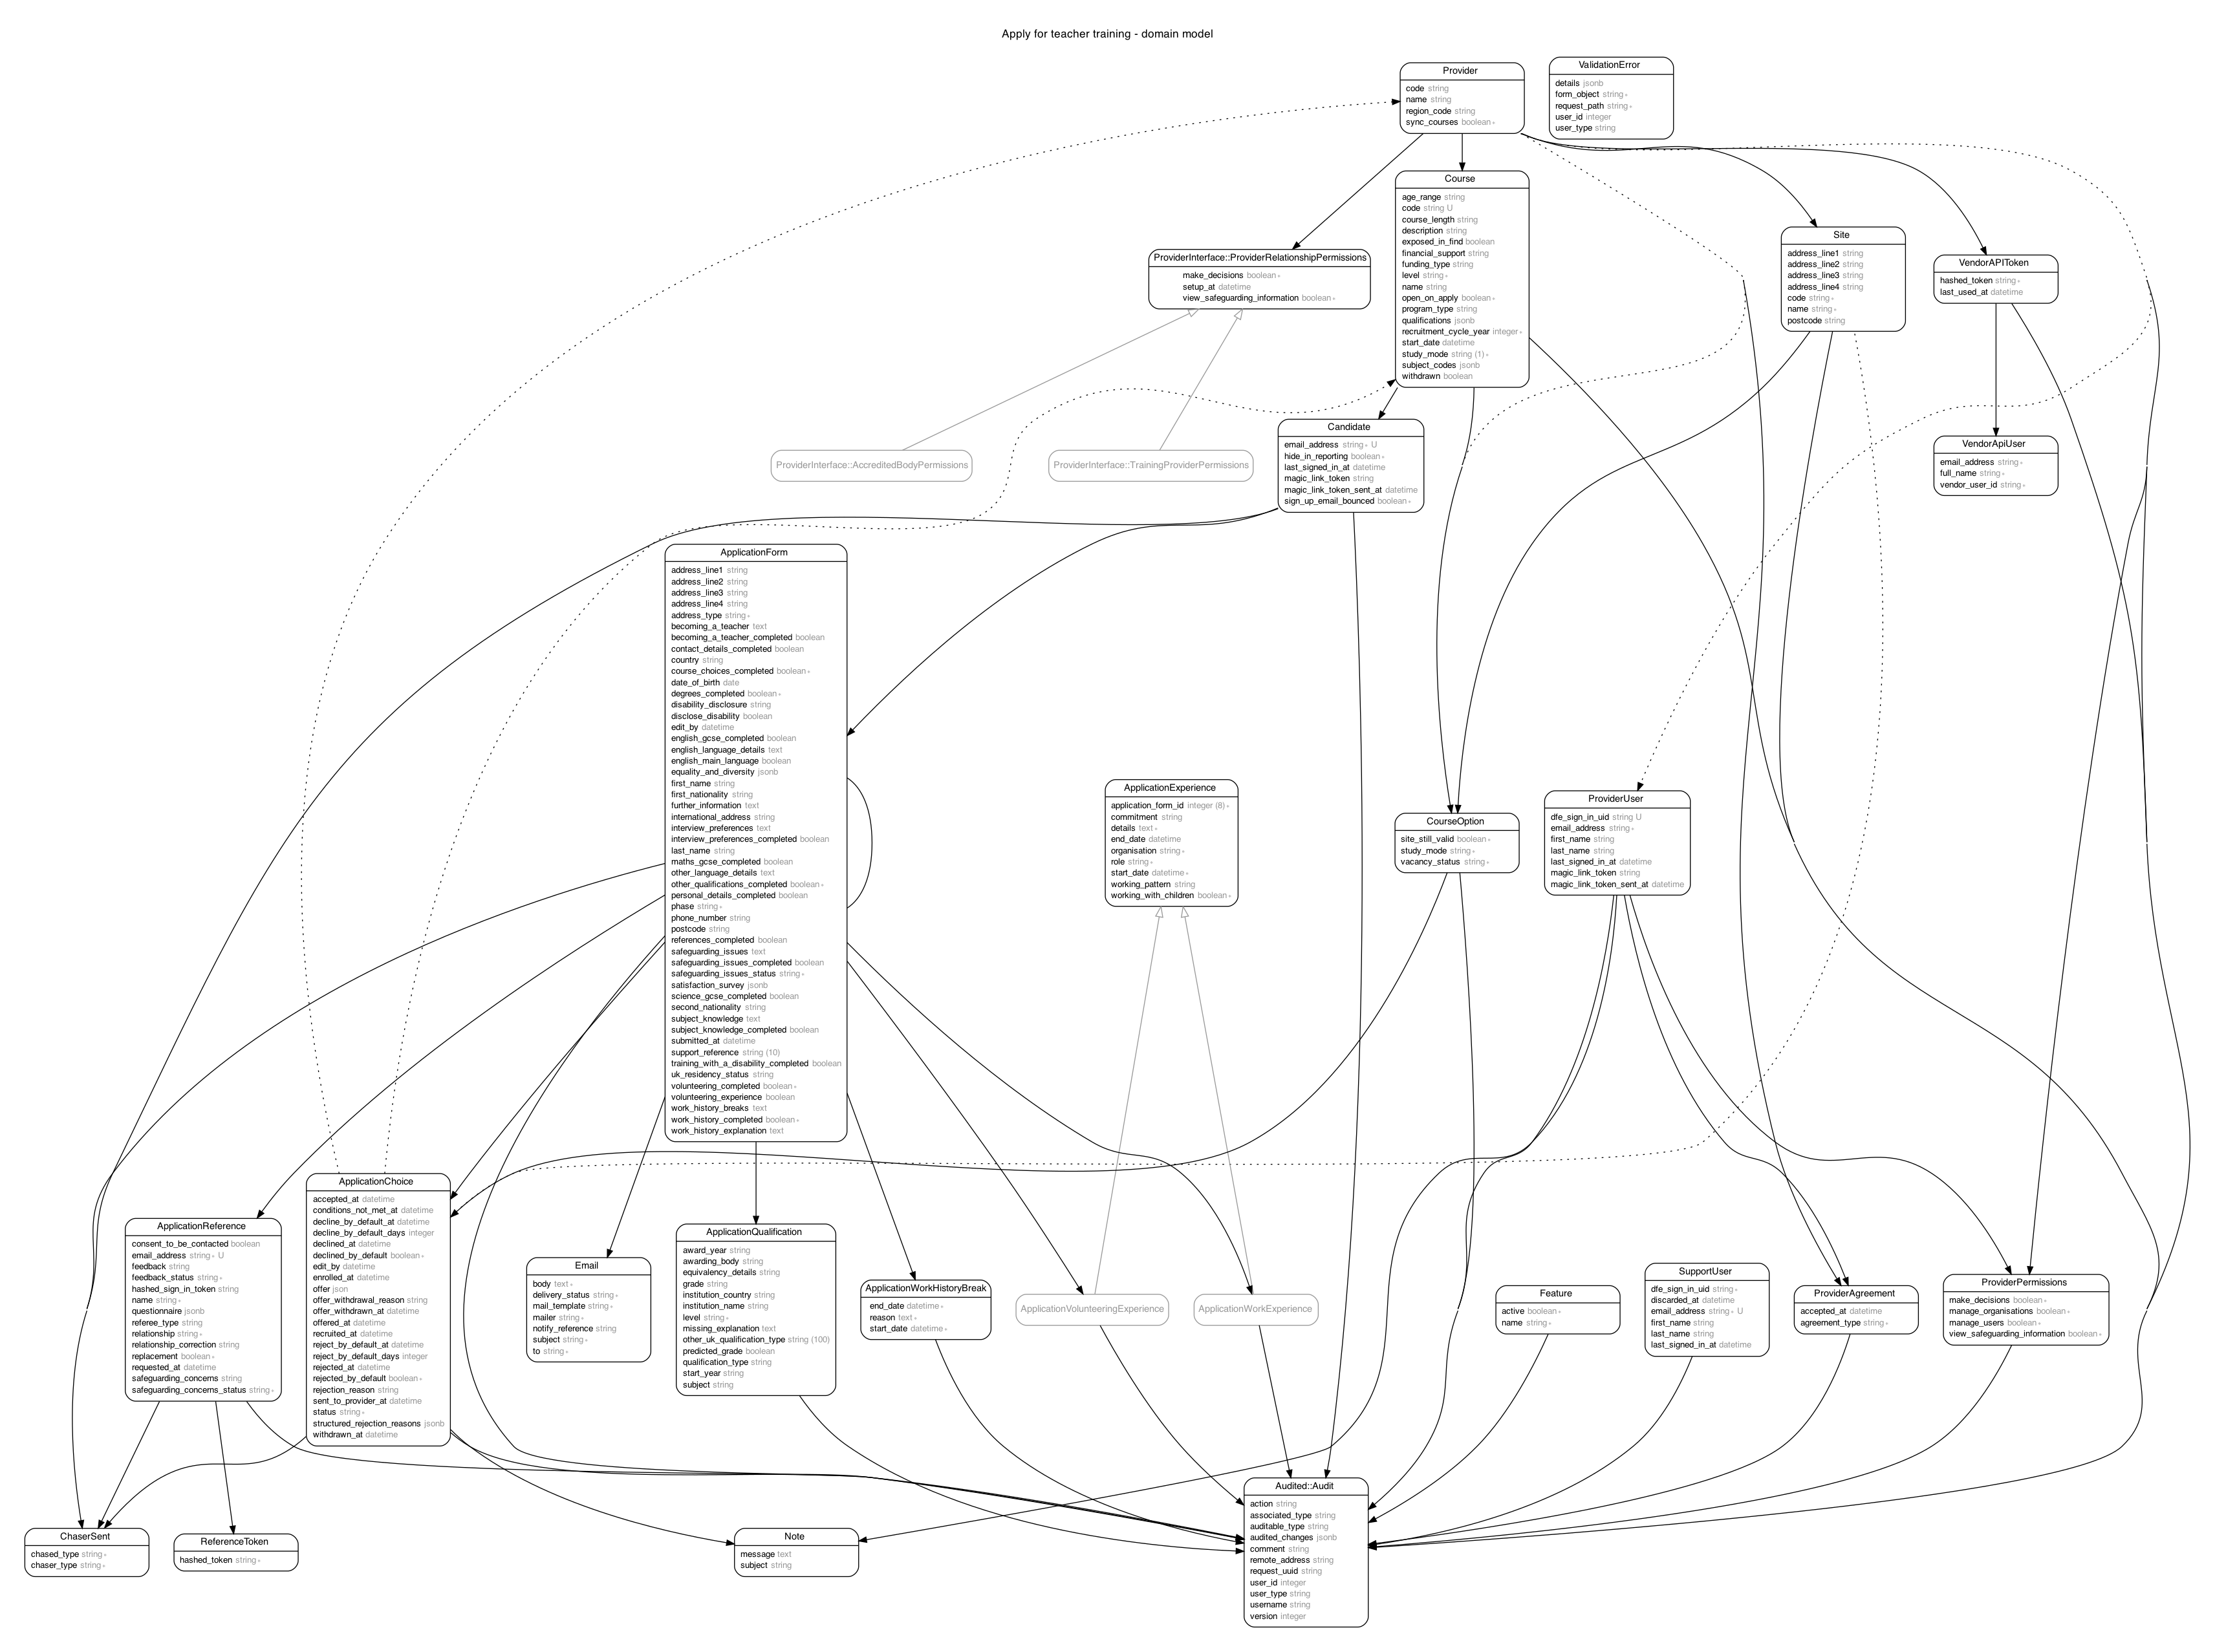 Apply for teacher training - domain model
Provider
code string
name string
region_code string
sync_courses boolean ∗
ValidationError
details jsonb
form_object string ∗
request_path string ∗
user_id integer
user_type string
Course
age_range string
code string U
course_length string
description string
exposed_in_find boolean
financial_support string
funding_type string
level string ∗
name string
open_on_apply boolean ∗
program_type string
qualifications jsonb
recruitment_cycle_year integer ∗
start_date datetime
study_mode string (1) ∗
subject_codes jsonb
withdrawn boolean
ProviderInterface::ProviderRelationshipPermissions
make_decisions boolean ∗
setup_at datetime
view_safeguarding_information boolean ∗
Site
address_line1 string
address_line2 string
address_line3 string
address_line4 string
code string ∗
name string ∗
postcode string
VendorAPIToken
hashed_token string ∗
last_used_at datetime
ProviderInterface::AccreditedBodyPermissions
ProviderInterface::TrainingProviderPermissions
Candidate
email_address string ∗ U
hide_in_reporting boolean ∗
last_signed_in_at datetime
magic_link_token string
magic_link_token_sent_at datetime
sign_up_email_bounced boolean ∗
VendorApiUser
email_address string ∗
full_name string ∗
vendor_user_id string ∗
ApplicationForm
address_line1 string
address_line2 string
address_line3 string
address_line4 string
address_type string ∗
becoming_a_teacher text
becoming_a_teacher_completed boolean
contact_details_completed boolean
country string
course_choices_completed boolean ∗
date_of_birth date
degrees_completed boolean ∗
disability_disclosure string
disclose_disability boolean
edit_by datetime
english_gcse_completed boolean
english_language_details text
english_main_language boolean
equality_and_diversity jsonb
first_name string
first_nationality string
further_information text
international_address string
interview_preferences text
interview_preferences_completed boolean
last_name string
maths_gcse_completed boolean
other_language_details text
other_qualifications_completed boolean ∗
personal_details_completed boolean
phase string ∗
phone_number string
postcode string
references_completed boolean
safeguarding_issues text
safeguarding_issues_completed boolean
safeguarding_issues_status string ∗
satisfaction_survey jsonb
science_gcse_completed boolean
second_nationality string
subject_knowledge text
subject_knowledge_completed boolean
submitted_at datetime
support_reference string (10)
training_with_a_disability_completed boolean
uk_residency_status string
volunteering_completed boolean ∗
volunteering_experience boolean
work_history_breaks text
work_history_completed boolean ∗
work_history_explanation text
ApplicationExperience
application_form_id integer (8) ∗
commitment string
details text ∗
end_date datetime
organisation string ∗
role string ∗
start_date datetime ∗
working_pattern string
working_with_children boolean ∗
CourseOption
site_still_valid boolean ∗
study_mode string ∗
vacancy_status string ∗
ProviderUser
dfe_sign_in_uid string U
email_address string ∗
first_name string
last_name string
last_signed_in_at datetime
magic_link_token string
magic_link_token_sent_at datetime
ApplicationChoice
accepted_at datetime
conditions_not_met_at datetime
decline_by_default_at datetime
decline_by_default_days integer
declined_at datetime
declined_by_default boolean ∗
edit_by datetime
enrolled_at datetime
offer json
offer_withdrawal_reason string
offer_withdrawn_at datetime
offered_at datetime
recruited_at datetime
reject_by_default_at datetime
reject_by_default_days integer
rejected_at datetime
rejected_by_default boolean ∗
rejection_reason string
sent_to_provider_at datetime
status string ∗
structured_rejection_reasons jsonb
withdrawn_at datetime
ApplicationReference
consent_to_be_contacted boolean
email_address string ∗ U
feedback string
feedback_status string ∗
hashed_sign_in_token string
name string ∗
questionnaire jsonb
referee_type string
relationship string ∗
relationship_correction string
replacement boolean ∗
requested_at datetime
safeguarding_concerns string
safeguarding_concerns_status string ∗
Email
body text ∗
delivery_status string ∗
mail_template string ∗
mailer string ∗
notify_reference string
subject string ∗
to string ∗
ApplicationQualification
award_year string
awarding_body string
equivalency_details string
grade string
institution_country string
institution_name string
level string ∗
missing_explanation text
other_uk_qualification_type string (100)
predicted_grade boolean
qualification_type string
start_year string
subject string
ApplicationWorkHistoryBreak
end_date datetime ∗
reason text ∗
start_date datetime ∗
ApplicationVolunteeringExperience
ApplicationWorkExperience
Feature
active boolean ∗
name string ∗
SupportUser
dfe_sign_in_uid string ∗
discarded_at datetime
email_address string ∗ U
first_name string
last_name string
last_signed_in_at datetime
ProviderAgreement
accepted_at datetime
agreement_type string ∗
ProviderPermissions
make_decisions boolean ∗
manage_organisations boolean ∗
manage_users boolean ∗
view_safeguarding_information boolean ∗
ChaserSent
chased_type string ∗
chaser_type string ∗
ReferenceToken
hashed_token string ∗
Note
message text
subject string
Audited::Audit
action string
associated_type string
auditable_type string
audited_changes jsonb
comment string
remote_address string
request_uuid string
user_id integer
user_type string
username string
version integer